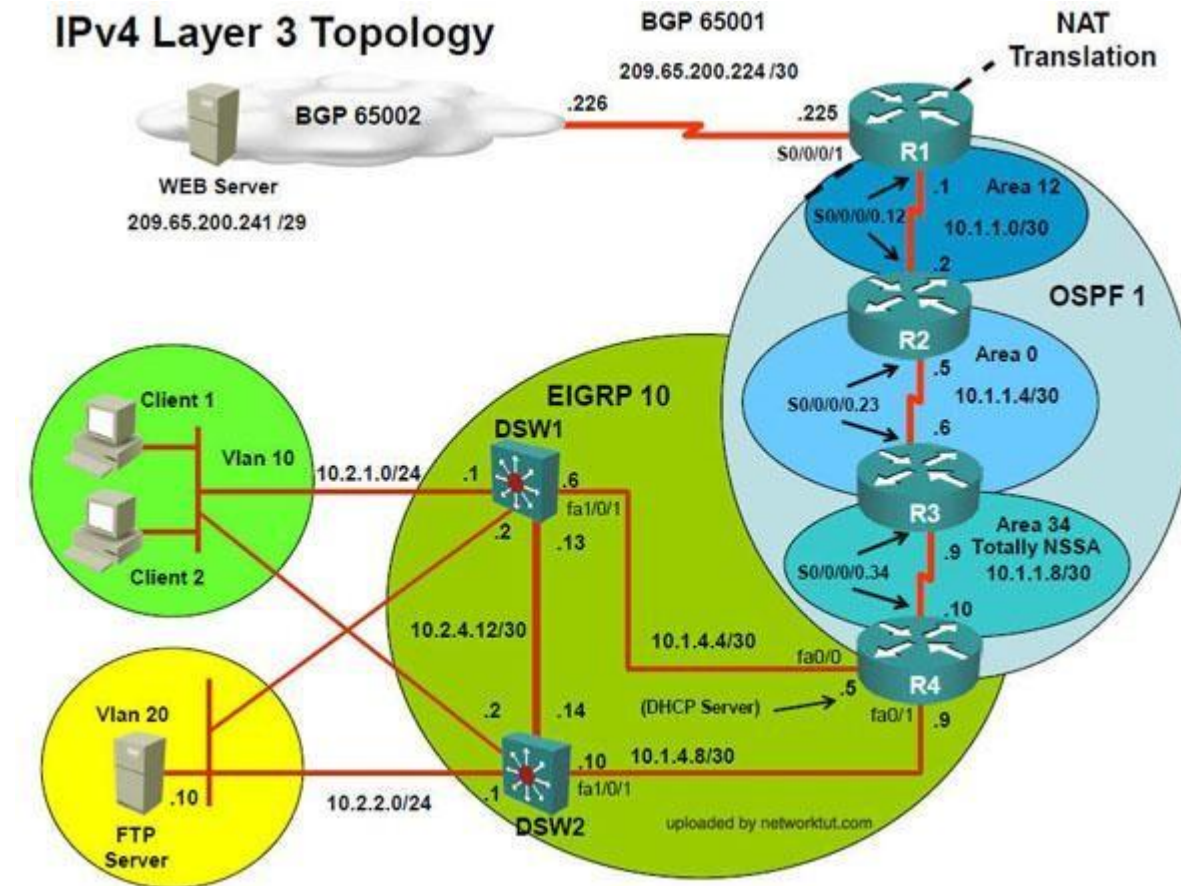 IPv4 Layer 3 Topology
BGP 65001
NAT
Translation
209.65.200.224 /30
BGP 65002
.226
.225
S0/0/0/1
R1
WEB Server
209.65.200.241 /29
.1
Area 12
S0/0/0/0.12
10.1.1.0/30
.2
OSPF 1
R2
Area 0
.5
10.1.1.4/30
S0/0/0/0.23
.6
EIGRP 10
Client 1
DSW1
Vlan 10
10.2.1.0/24
.1
.6
fa1/0/1
R3
Area 34
Totally NSSA
.9
10.1.1.8/30
.2
.13
Client 2
S0/0/0/0.34
.10
10.2.4.12/30
10.1.4.4/30
fa0/0
R4
.5
(DHCP Server)
fa0/1
.9
Vlan 20
.2
.14
.10
10.1.4.8/30
fa1/0/1
.10
10.2.2.0/24
.1
DSW2
FTP
Server
uploaded by networktut.com